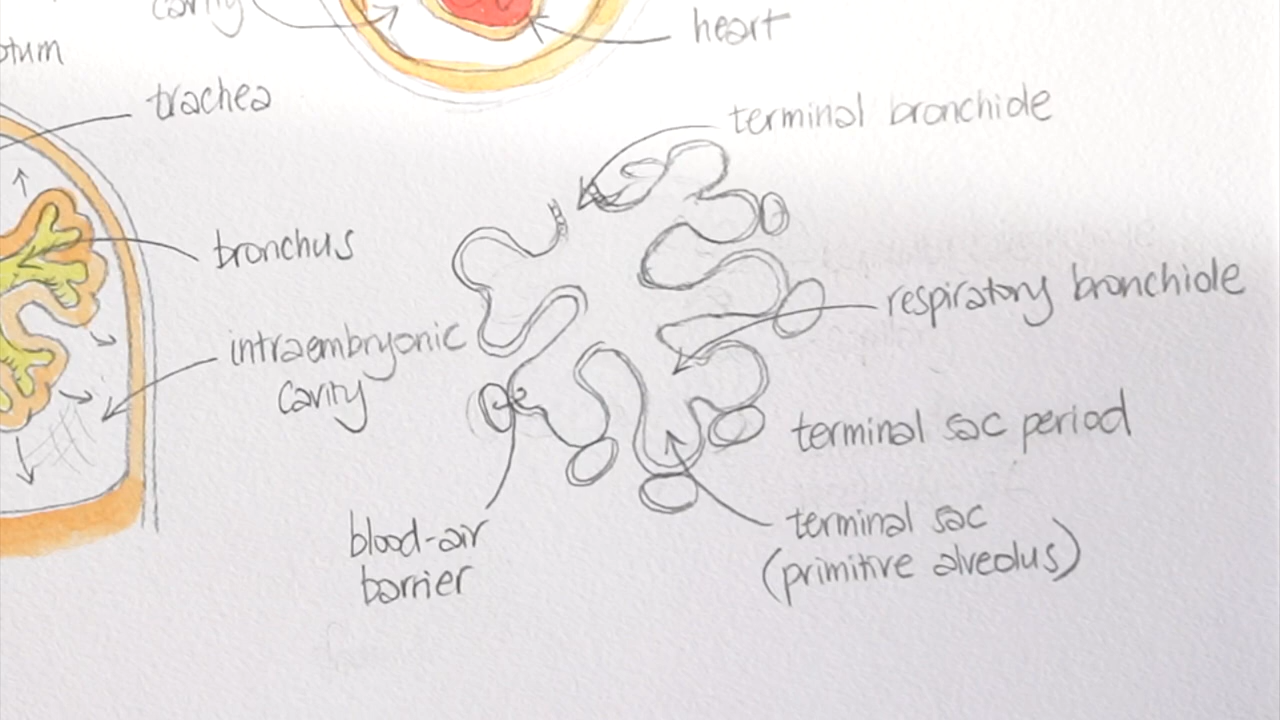 cavity
heart
trachea
terminal bronchiole
bronchus
respiratory bronchiole
intraembryonic
cavity
terminal sac period
blood-air
barrier
terminal sac
(primitive alveolus)